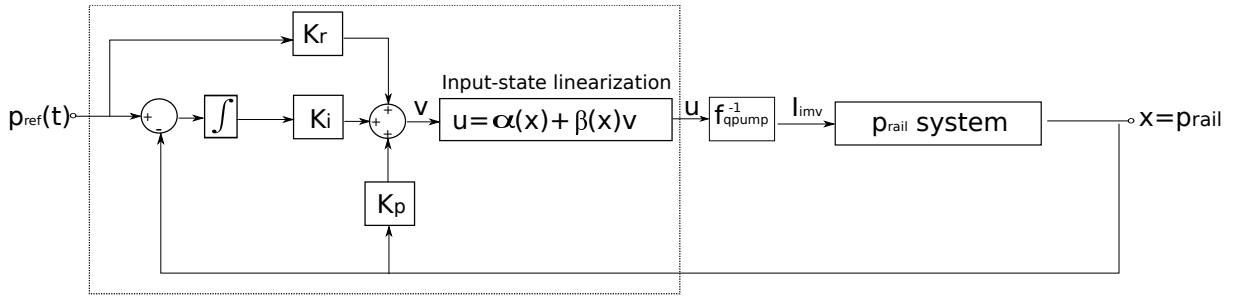 Kr
Input-state linearization
pref(t)
+
-
∫
Ki
+
+
+
v
u=α(x)+β(x)v
u
f-1qpump
Iimv
prail system
x=prail
Kp